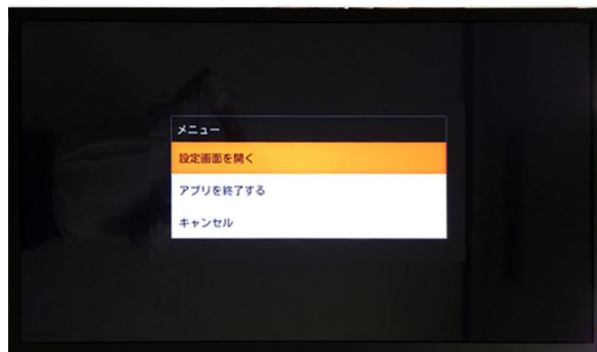 メニュー
設定画面を開く
アプリを終了する
キャンセル